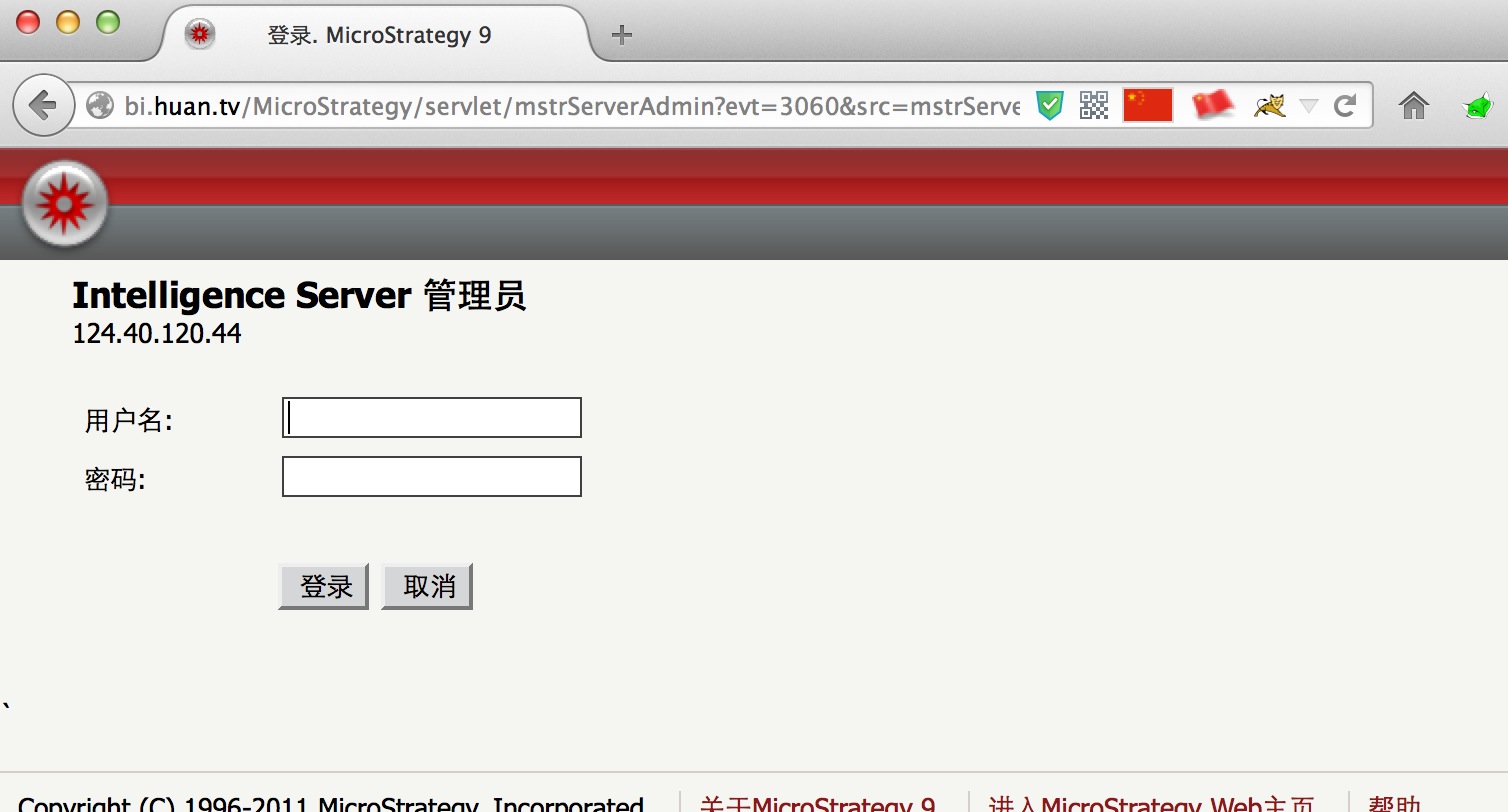 登录. MicroStrategy 9
bi.huan.tv/MicroStrategy/servlet/mstrServerAdmin?evt=3060&src=mstrServe
Intelligence Server 管理员
124.40.120.44
用户名:
密码:
登录 取消
`
Copyright (C) 1996-2011 MicroStrategy, Incorporated 关于MicroStrategy 9 进入MicroStrategy Web主页 帮助